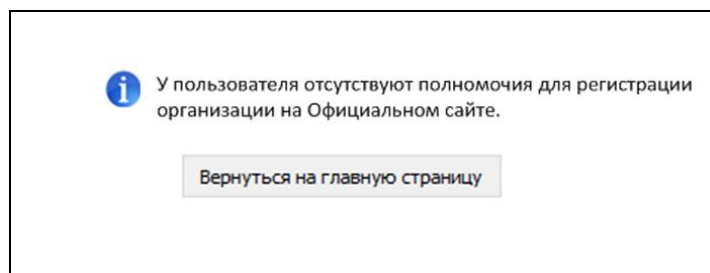 У пользователя отсутствуют полномочия для регистрации
организации на Официальном сайте.
Вернуться на главную страницу